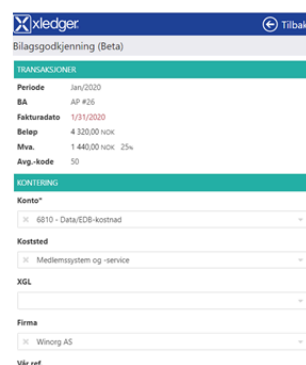 xledger
Tilbak
Bilagsgodkjenning (Beta)
TRANSAKSJONER
Periode Jan/2020
BA AP #26
Fakturadato 1/31/2020
Beløp 4 320,00 NOK
Mva. 1 440,00 NOK 25%
Avg.-kode 50
KONTERING
Konto*
× 6810 - Data/EDB-kostnad
Koststed
× Medlemssystem og -service
XGL
Firma
× Winorg AS
Vår ref